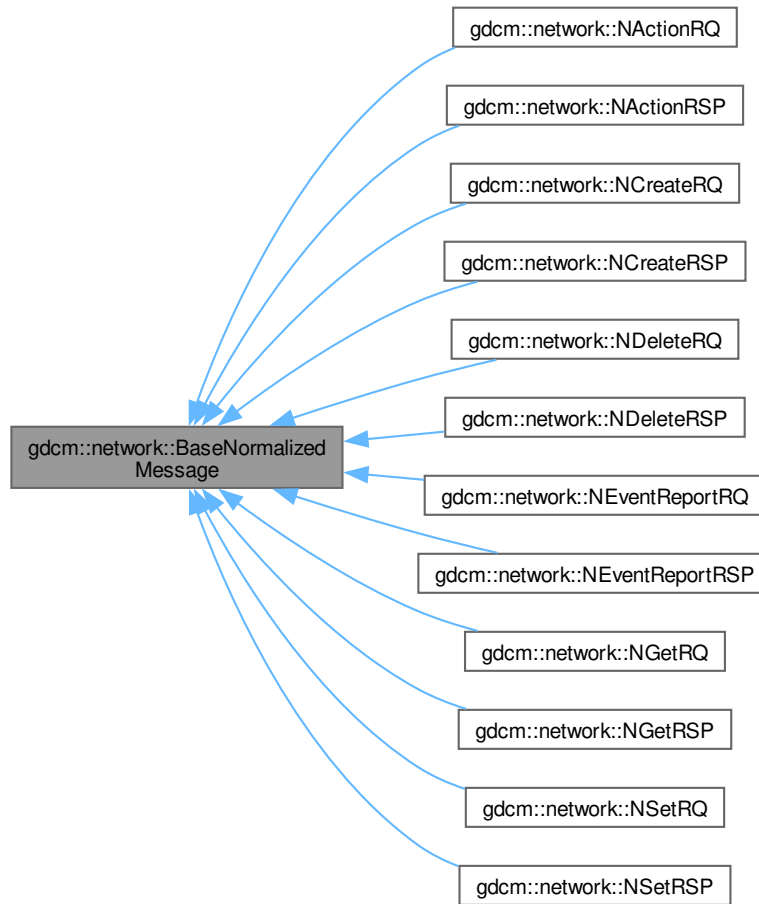 gdcm::network::NActionRQ
gdcm::network::NActionRSP
gdcm::network::NCreateRQ
gdcm::network::NCreateRSP
gdcm::network::NDeleteRQ
gdcm::network::NDeleteRSP
gdcm::network::BaseNormalized
Message
gdcm::network::NEventReportRQ
gdcm::network::NEventReportRSP
gdcm::network::NGetRQ
gdcm::network::NGetRSP
gdcm::network::NSetRQ
gdcm::network::NSetRSP